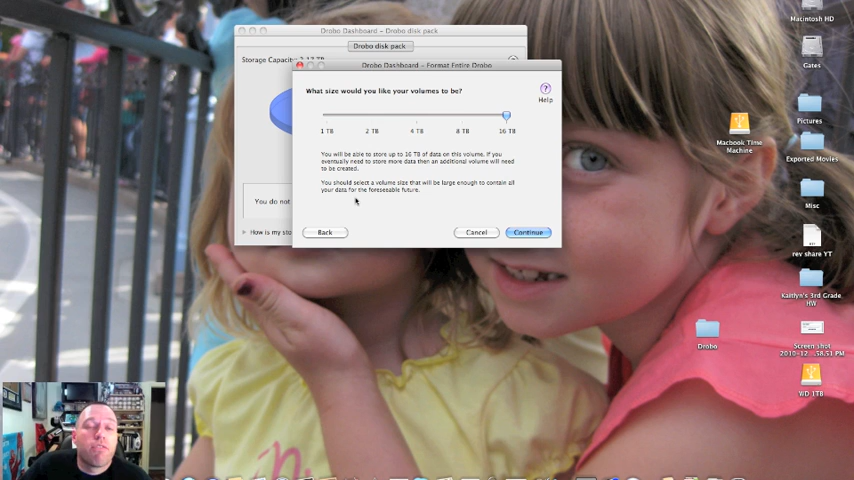 Drobo Dashboard – Drobo disk pack
Drobo disk pack
Storage Capacity
Drobo Dashboard – Format Entire Drobo
What size would you like your volumes to be?
Help
1 TB 2 TB 4 TB 8 TB 16 TB
You will be able to store up to 16 TB of data on this volume. If you
eventually need to store more data then an additional volume will need
to be created.
You should select a volume size that will be large enough to contain all
your data for the foreseeable future.
You do not
How is my sto
Back
Cancel
Continue
Macintosh HD
Gates
Pictures
Macbook Time
Machine
Exported Movies
Misc
rev share YT
Kaitlyn's 3rd Grade
HW
Drobo
Screen shot
2010-12...58.51 PM
WD 1TB